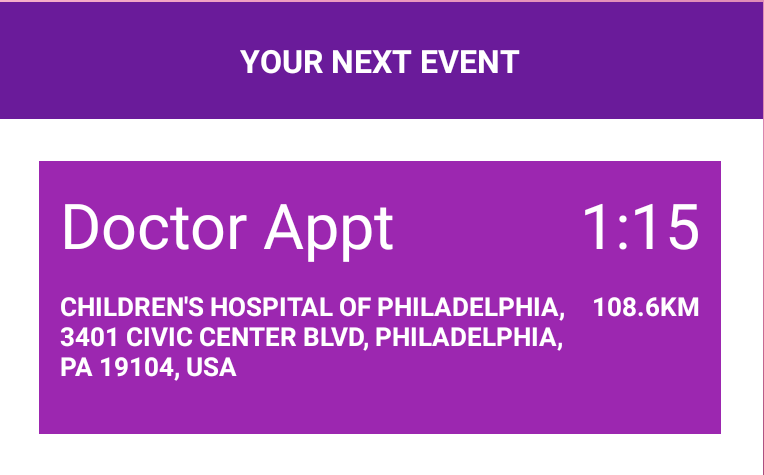 YOUR NEXT EVENT
Doctor Appt 1:15
CHILDREN'S HOSPITAL OF PHILADELPHIA, 108.6KM
3401 CIVIC CENTER BLVD, PHILADELPHIA,
PA 19104, USA